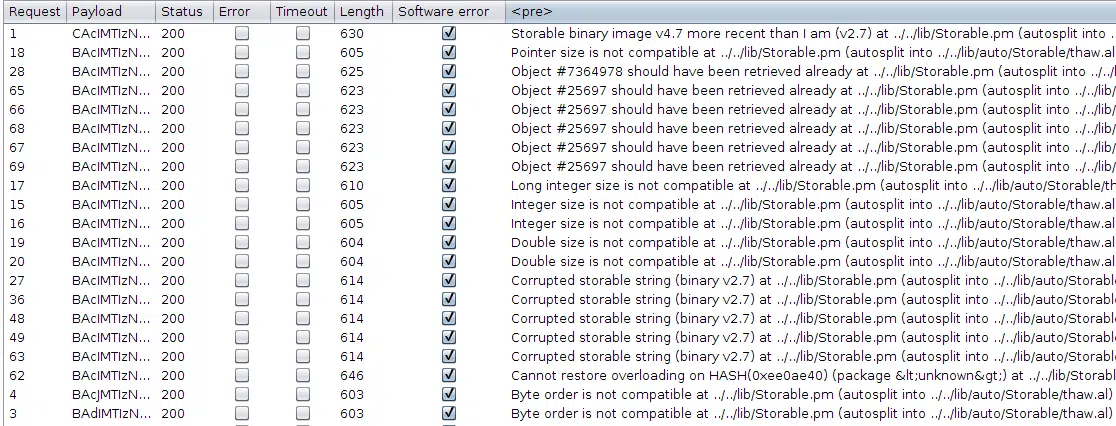 Request Payload Status Error Timeout Length Software error <pre>
1 CAcIMTIzN... 200 630 Storable binary image v4.7 more recent than I am (v2.7) at ../../lib/Storable.pm (autosplit into ..
18 BAcIMTIzN... 200 605 Pointer size is not compatible at ../../lib/Storable.pm (autosplit into ../../lib/auto/Storable/thaw.al)
28 BAcIMTIzN... 200 625 Object #7364978 should have been retrieved already at ../../lib/Storable.pm (autosplit into ../../l
65 BAcIMTIzN... 200 623 Object #25697 should have been retrieved already at ../../lib/Storable.pm (autosplit into ../../lib/
66 BAcIMTIzN... 200 623 Object #25697 should have been retrieved already at ../../lib/Storable.pm (autosplit into ../../lib/
68 BAcIMTIzN... 200 623 Object #25697 should have been retrieved already at ../../lib/Storable.pm (autosplit into ../../lib/
67 BAcIMTIzN... 200 623 Object #25697 should have been retrieved already at ../../lib/Storable.pm (autosplit into ../../lib/
69 BAcIMTIzN... 200 623 Object #25697 should have been retrieved already at ../../lib/Storable.pm (autosplit into ../../lib/
17 BAcIMTIzN... 200 610 Long integer size is not compatible at ../../lib/Storable.pm (autosplit into ../../lib/auto/Storable/th
15 BAcIMTIzN... 200 605 Integer size is not compatible at ../../lib/Storable.pm (autosplit into ../../lib/auto/Storable/thaw.al
16 BAcIMTIzN... 200 605 Integer size is not compatible at ../../lib/Storable.pm (autosplit into ../../lib/auto/Storable/thaw.al
19 BAcIMTIzN... 200 604 Double size is not compatible at ../../lib/Storable.pm (autosplit into ../../lib/auto/Storable/thaw.al)
20 BAcIMTIzN... 200 604 Double size is not compatible at ../../lib/Storable.pm (autosplit into ../../lib/auto/Storable/thaw.al)
27 BAcIMTIzN... 200 614 Corrupted storable string (binary v2.7) at ../../lib/Storable.pm (autosplit into ../../lib/auto/Storable
36 BAcIMTIzN... 200 614 Corrupted storable string (binary v2.7) at ../../lib/Storable.pm (autosplit into ../../lib/auto/Storable
48 BAcIMTIzN... 200 614 Corrupted storable string (binary v2.7) at ../../lib/Storable.pm (autosplit into ../../lib/auto/Storable
49 BAcIMTIzN... 200 614 Corrupted storable string (binary v2.7) at ../../lib/Storable.pm (autosplit into ../../lib/auto/Storable
63 BAcIMTIzN... 200 614 Corrupted storable string (binary v2.7) at ../../lib/Storable.pm (autosplit into ../../lib/auto/Storable
62 BAcIMTIzN... 200 646 Cannot restore overloading on HASH(0xee0ae40) (package &lt;unknown&gt;) at ../../lib/Storabl
4 BAcJMTIzN... 200 603 Byte order is not compatible at ../../lib/Storable.pm (autosplit into ../../lib/auto/Storable/thaw.al)
3 BAdIMTIzN... 200 603 Byte order is not compatible at ../../lib/Storable.pm (autosplit into ../../lib/auto/Storable/thaw.al)